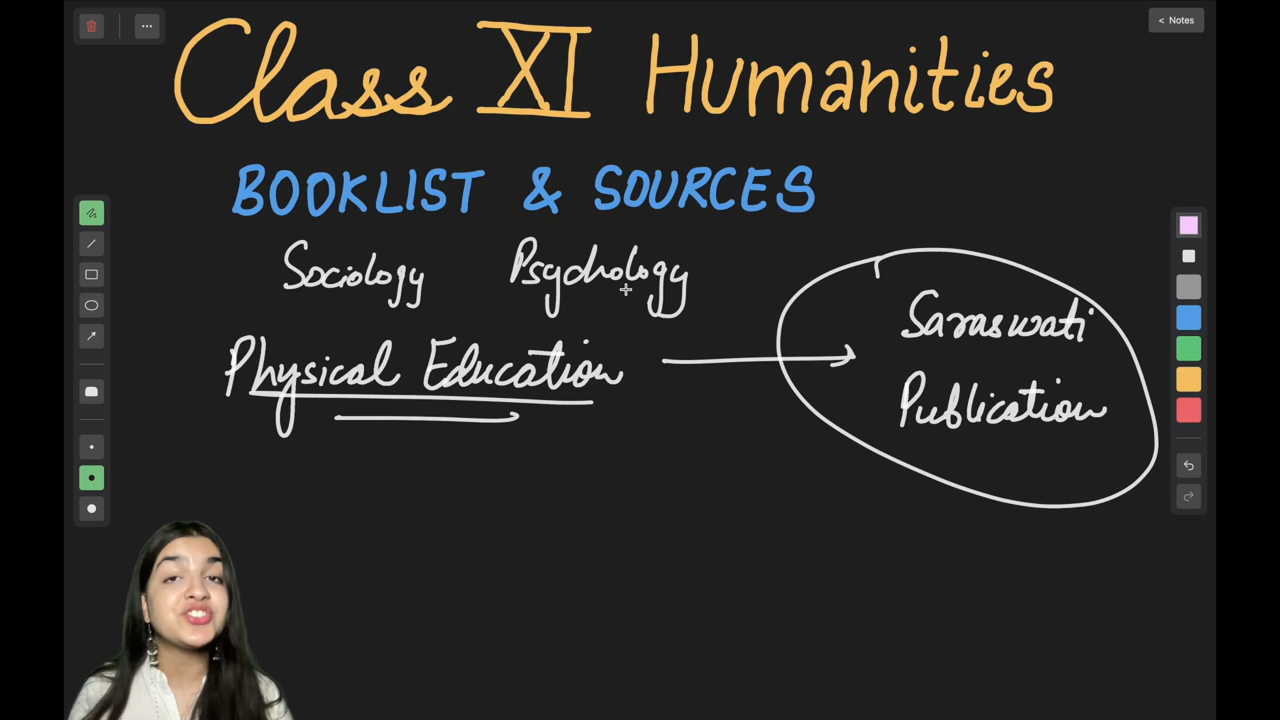 < Notes
Class XI Humanities
BOOKLIST & SOURCES
Sociology Psychology
Physical Education
Saraswati
Publication